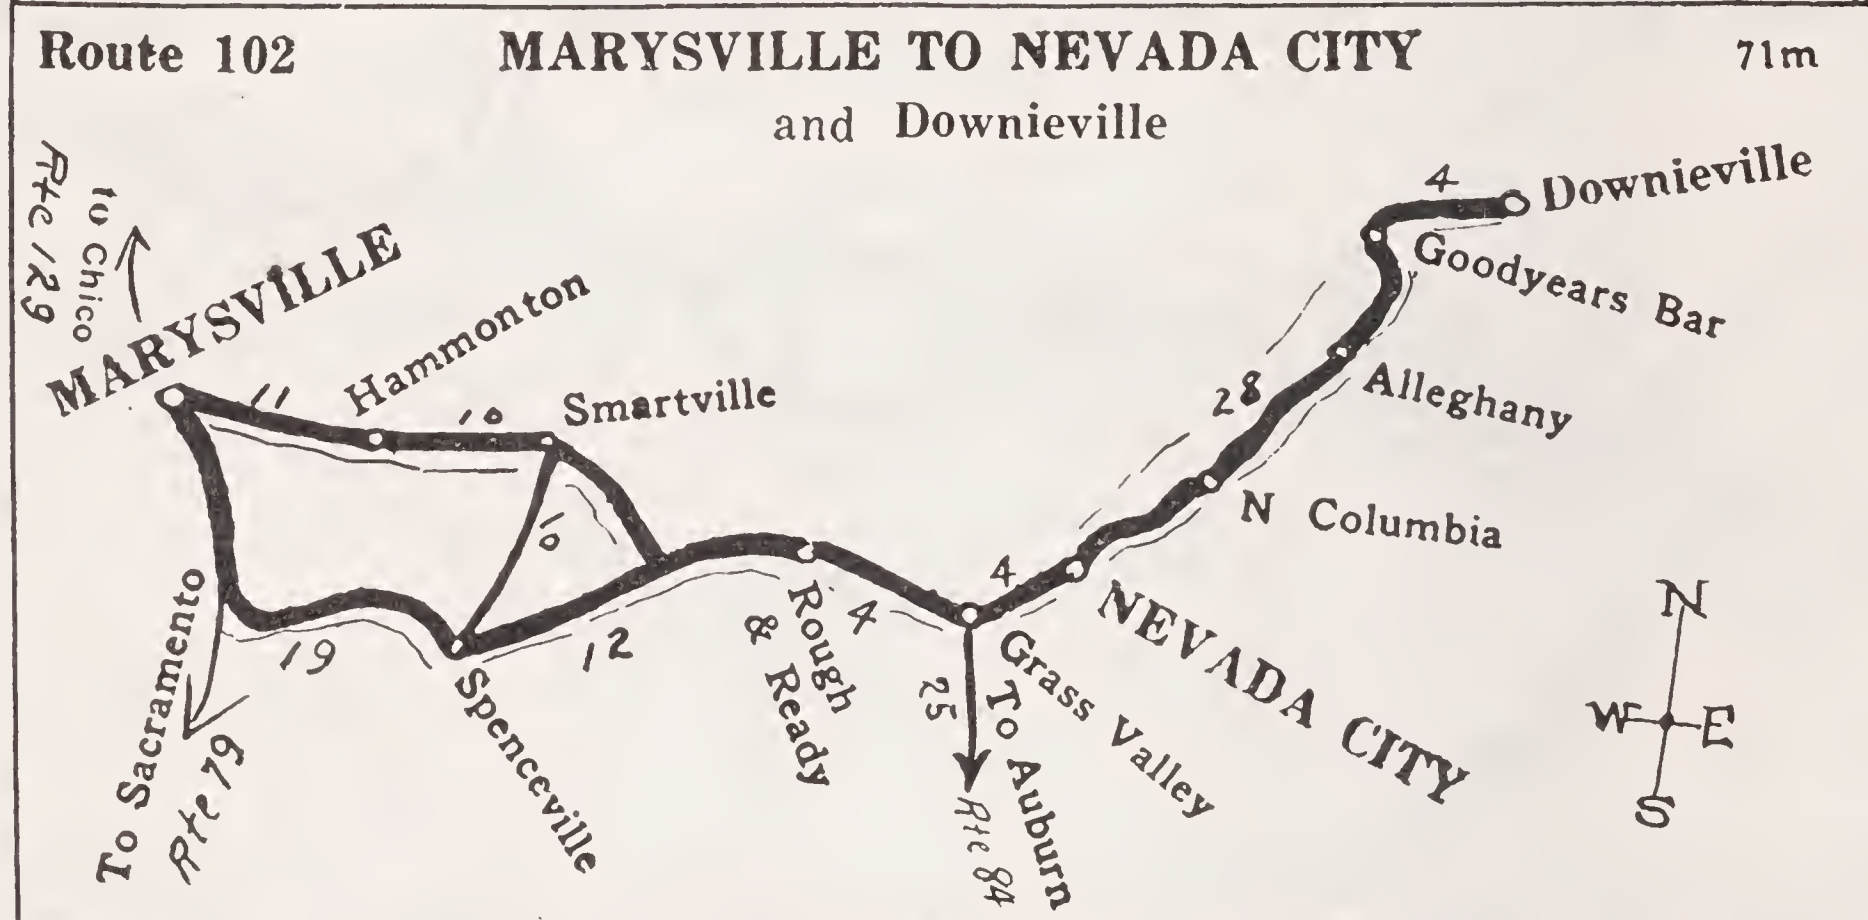 Route 102
MARYSVILLE TO NEVADA CITY
71m
and Downieville
Rte 129
to Chico
MARYSVILLE
11
Hammonton
10
Smartville
10
4
Downieville
Goodyears Bar
28
Alleghany
N Columbia
4
NEVADA CITY
To Sacramento
Rte 79
19
Spenceville
12
Rough
& Ready
4
Grass Valley
25
To Auburn
Rte 84
N
W E
S